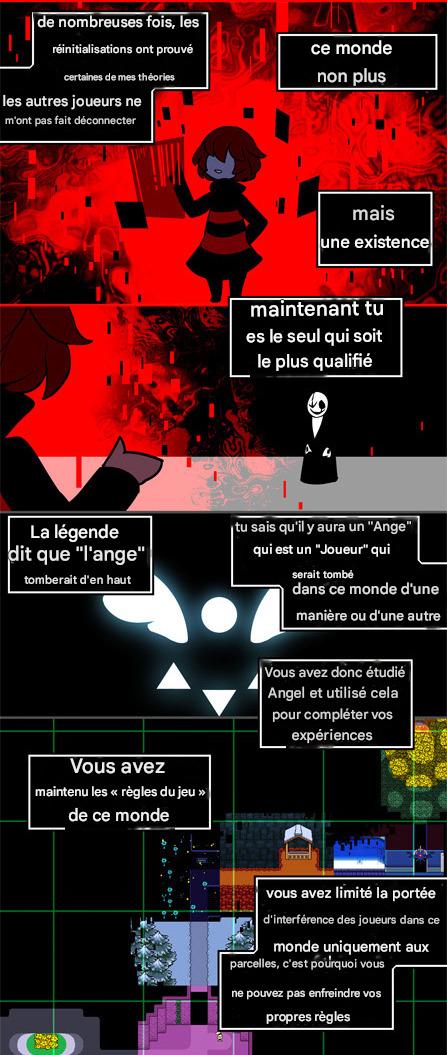 de nombreuses fois, les
réinitialisations ont prouvé
certaines de mes théories
les autres joueurs ne
m'ont pas fait déconnecter
ce monde
non plus
mais
une existence
maintenant tu
es le seul qui soit
le plus qualifié
La légende
dit que "l'ange"
tomberait d'en haut
tu sais qu'il y aura un "Ange"
qui est un "Joueur" qui
serait tombé
dans ce monde d'une
manière ou d'une autre
Vous avez donc étudié
Angel et utilisé cela
pour compléter vos
expériences
Vous avez
maintenu les « règles du jeu »
de ce monde
vous avez limité la portée
d'interférence des joueurs dans ce
monde uniquement aux
parcelles, c'est pourquoi vous
ne pouvez pas enfreindre vos
propres règles